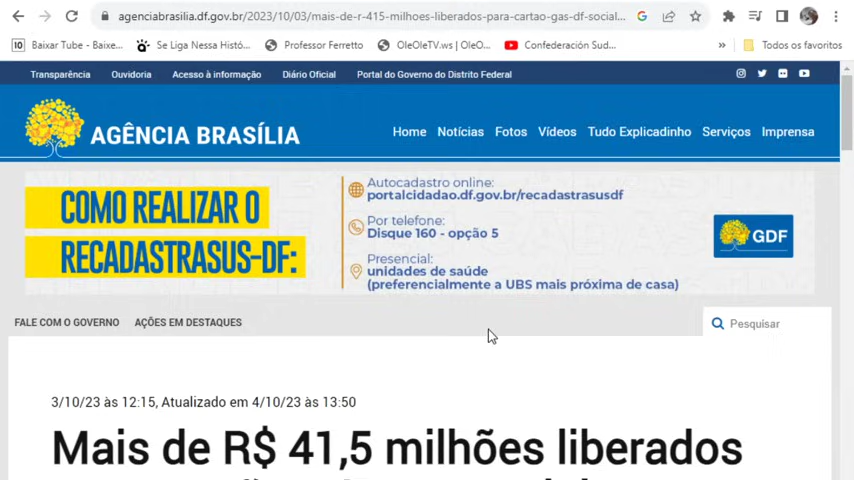 agenciabrasilia.df.gov.br/2023/10/03/mais-de-r-415-milhoes-liberados-para-cartao-gas-df-social...
10 Baixar Tube - Baixe... Se Liga Nessa Histó... Professor Ferretto OleOleTV.ws | OleO... Confederación Sud... » Todos os favoritos
Transparência Ouvidoria Acesso à informação Diário Oficial Portal do Governo do Distrito Federal
AGÊNCIA BRASÍLIA
Home Notícias Fotos Vídeos Tudo Explicadinho Serviços Imprensa
COMO REALIZAR O
RECADASTRASUS-DF:
Autocadastro online:
portalcidadao.df.gov.br/recadastrasusdf
Por telefone:
Disque 160 - opção 5
Presencial:
unidades de saúde
(preferencialmente a UBS mais próxima de casa)
GDF
FALE COM O GOVERNO AÇÕES EM DESTAQUES
Pesquisar
3/10/23 às 12:15, Atualizado em 4/10/23 às 13:50
Mais de R$ 41,5 milhões liberados